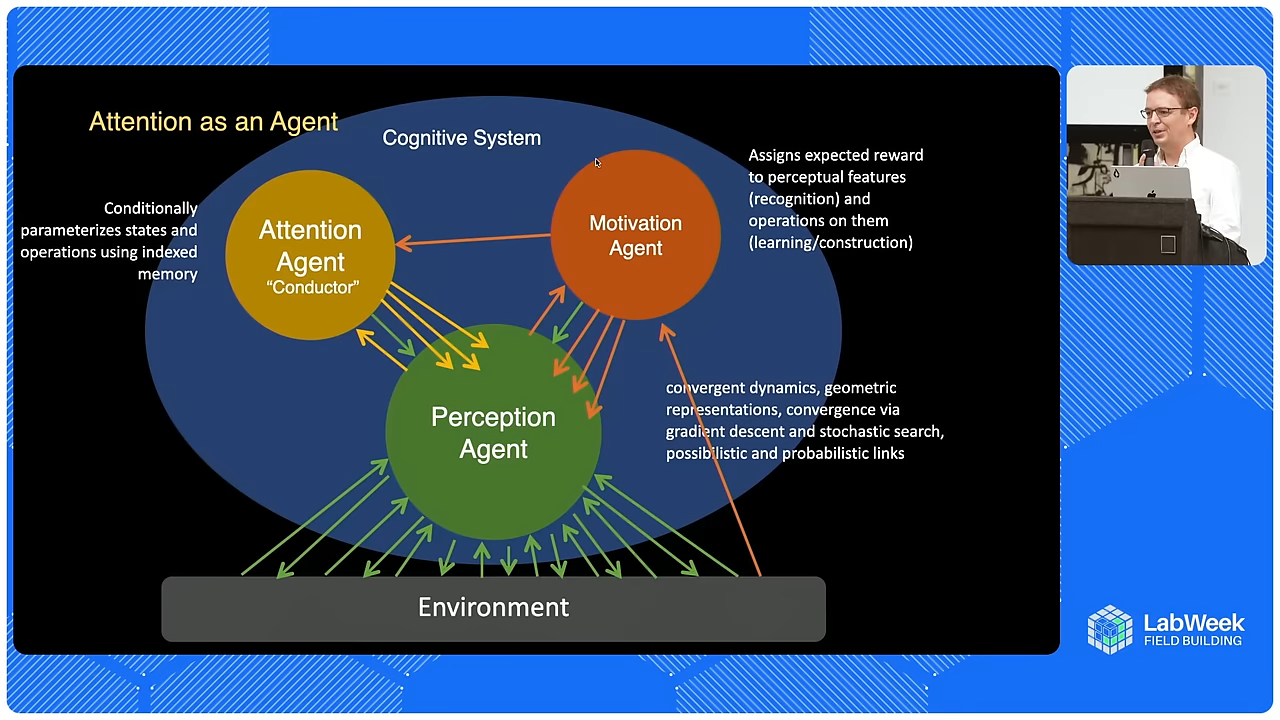 Attention as an Agent
Cognitive System
Conditionally
parameterizes states and
operations using indexed
memory
Attention
Agent
“Conductor”
Motivation
Agent
Assigns expected reward
to perceptual features
(recognition) and
operations on them
(learning/construction)
Perception
Agent
convergent dynamics, geometric
representations, convergence via
gradient descent and stochastic search,
possibilistic and probabilistic links
Environment
LabWeek
FIELD BUILDING